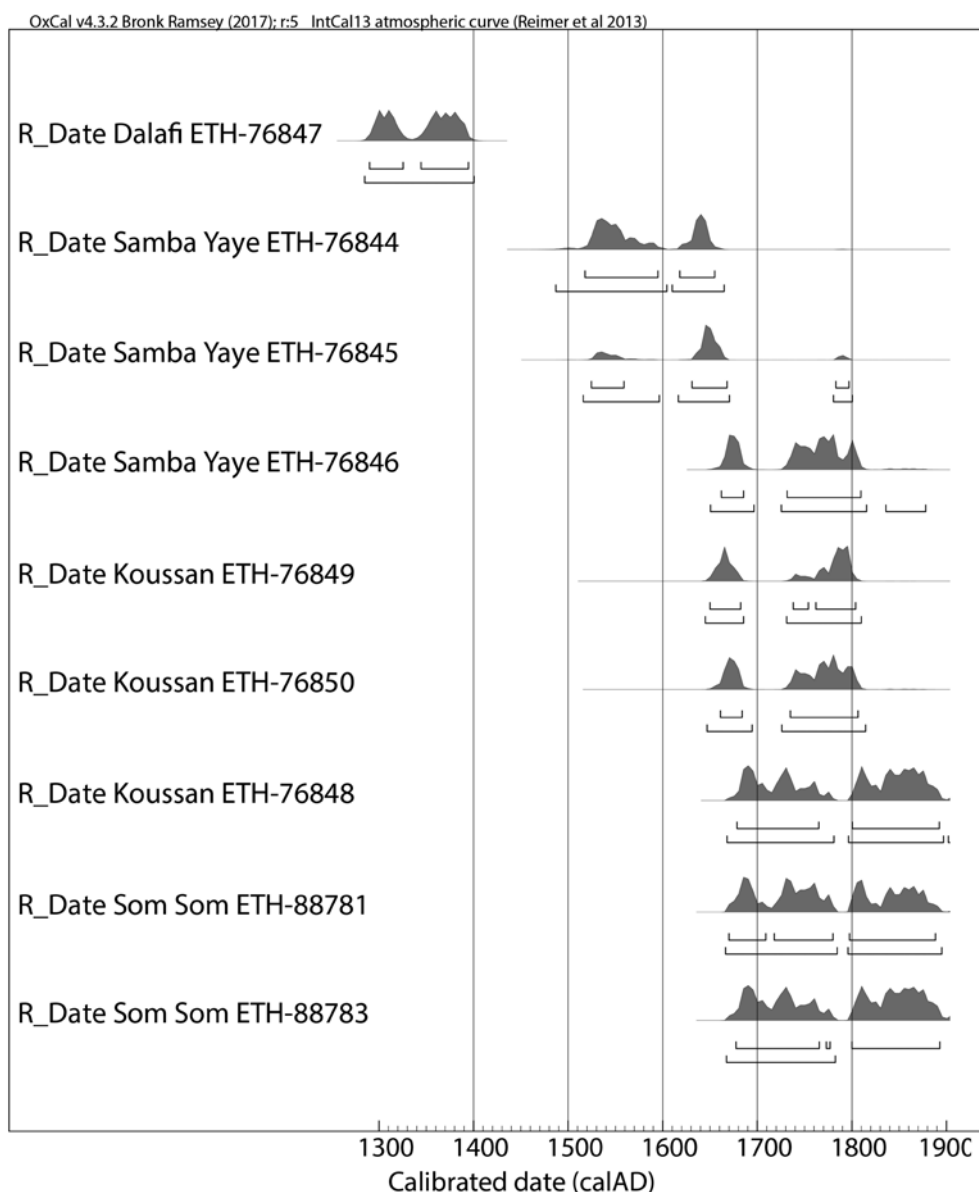 OxCal v4.3.2 Bronk Ramsey (2017); r:5 IntCal13 atmospheric curve (Reimer et al 2013)
R_Date Dalafi ETH-76847
R_Date Samba Yaye ETH-76844
R_Date Samba Yaye ETH-76845
R_Date Samba Yaye ETH-76846
R_Date Koussan ETH-76849
R_Date Koussan ETH-76850
R_Date Koussan ETH-76848
R_Date Som Som ETH-88781
R_Date Som Som ETH-88783
1300 1400 1500 1600 1700 1800 1900
Calibrated date (calAD)